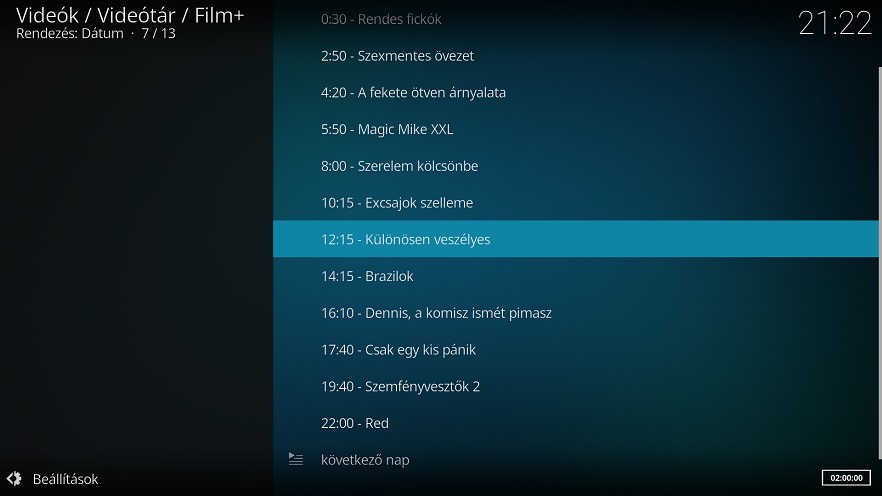 Videók / Videótár / Film+
Rendezés: Dátum · 7 / 13
21:22
0:30 - Rendes fickók
2:50 - Szexmentes övezet
4:20 - A fekete ötven árnyalata
5:50 - Magic Mike XXL
8:00 - Szerelem kölcsönbe
10:15 - Excsajok szelleme
12:15 - Különösen veszélyes
14:15 - Brazilok
16:10 - Dennis, a komisz ismét pimasz
17:40 - Csak egy kis pánik
19:40 - Szemfényvesztők 2
22:00 - Red
következő nap
Beállítások
02:00:00